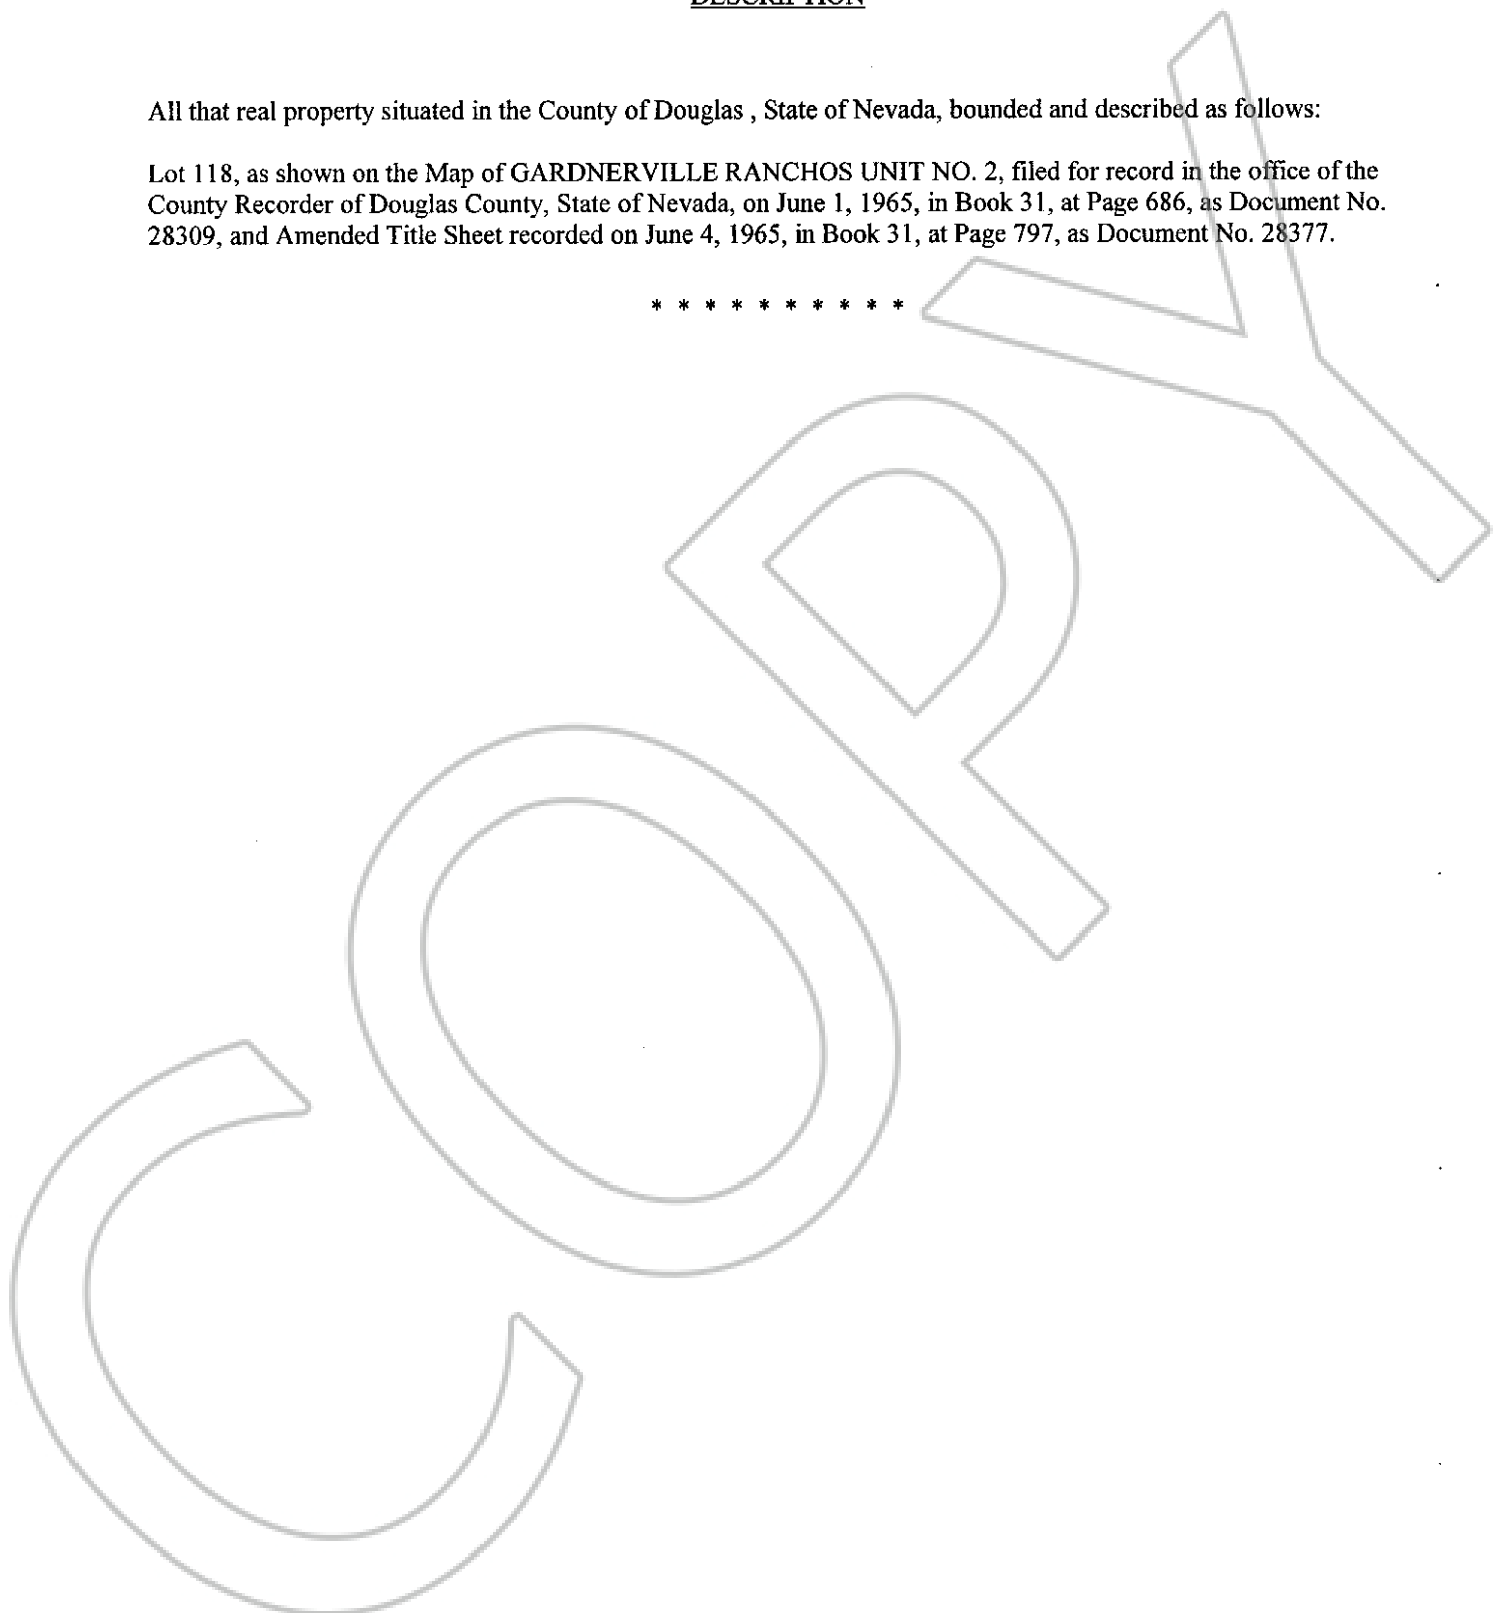 DESCRIPTION
All that real property situated in the County of Douglas , State of Nevada, bounded and described as follows:
Lot 118, as shown on the Map of GARDNERVILLE RANCHOS UNIT NO. 2, filed for record in the office of the
County Recorder of Douglas County, State of Nevada, on June 1, 1965, in Book 31, at Page 686, as Document No.
28309, and Amended Title Sheet recorded on June 4, 1965, in Book 31, at Page 797, as Document No. 28377.
* * * * * * * * * *
COPY